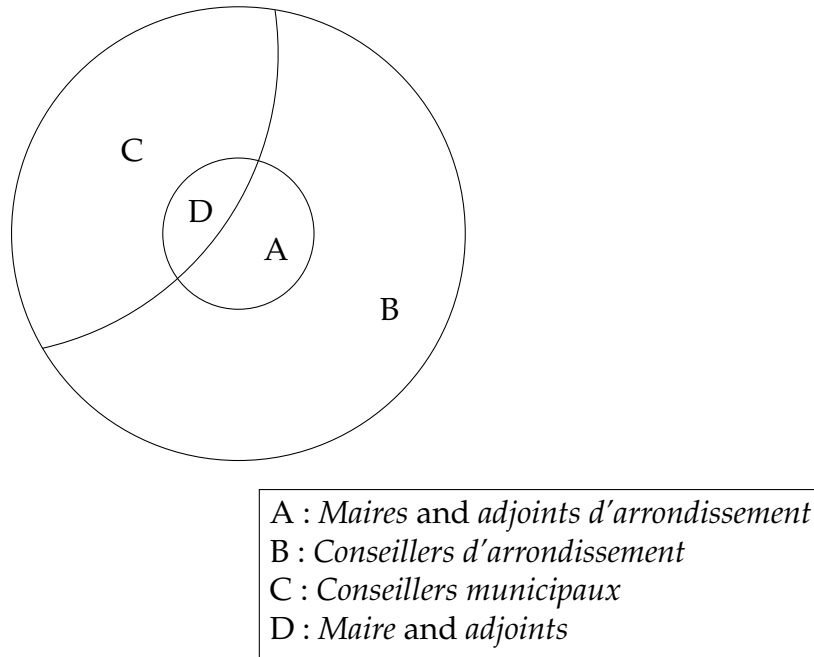 C
D
A
B
A : Maires and adjoints d'arrondissement
B : Conseillers d'arrondissement
C : Conseillers municipaux
D : Maire and adjoints